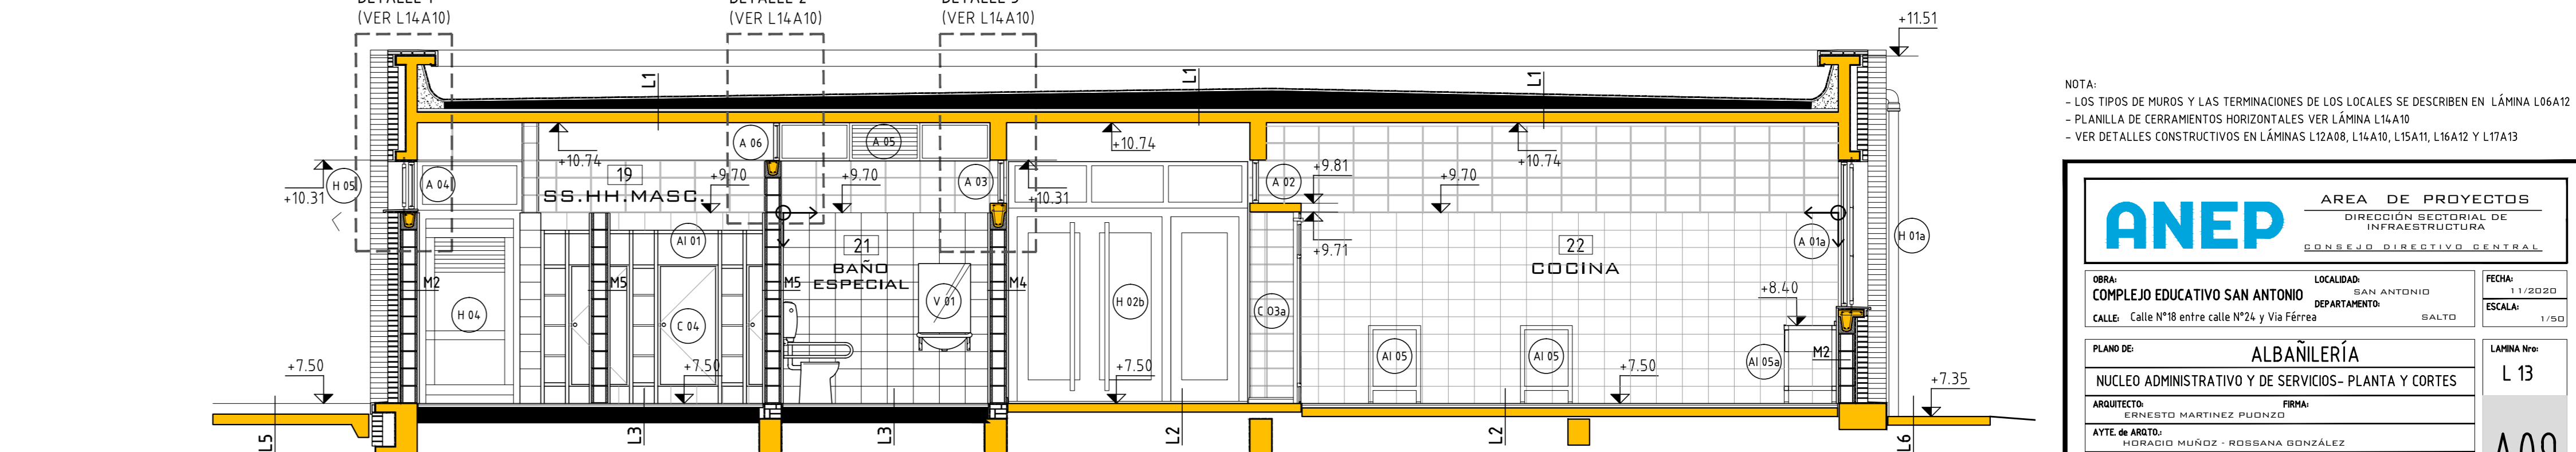 (VER L14A10)
(VER L14A10)
(VER L14A10)
+11.51
L1
L1
L1
A 06
A 05
+10.74
+10.74
+10.74
H 05
+10.31
A 04
19
SS.HH.MASC.
+9.70
+9.70
A 03
+10.31
A 02
+9.81
+9.71
+9.70
AI 01
21
BAÑO
ESPECIAL
22
COCINA
A 01a
H 01a
M2
M5
M5
M4
H 04
C 04
V 01
H 02b
C 03a
+8.40
AI 05
AI 05
AI 05a
M2
+7.50
+7.50
+7.50
+7.50
+7.35
L5
L3
L3
L2
L2
L6
NOTA:
- LOS TIPOS DE MUROS Y LAS TERMINACIONES DE LOS LOCALES SE DESCRIBEN EN LÁMINA L06A12
- PLANILLA DE CERRAMIENTOS HORIZONTALES VER LÁMINA L14A10
- VER DETALLES CONSTRUCTIVOS EN LÁMINAS L12A08, L14A10, L15A11, L16A12 Y L17A13
ANEP
AREA DE PROYECTOS
DIRECCIÓN SECTORIAL DE
INFRAESTRUCTURA
CONSEJO DIRECTIVO CENTRAL
OBRA:
COMPLEJO EDUCATIVO SAN ANTONIO
CALLE: Calle N°18 entre calle N°24 y Via Férrea
LOCALIDAD:
SAN ANTONIO
DEPARTAMENTO:
SALTO
FECHA:
11/2020
ESCALA:
1/50
PLANO DE:
ALBAÑILERÍA
NUCLEO ADMINISTRATIVO Y DE SERVICIOS- PLANTA Y CORTES
LAMINA Nro:
L 13
ARQUITECTO:
FIRMA:
ERNESTO MARTINEZ PUONZO
AYTE. de ARQTO.:
HORACIO MUÑOZ - ROSSANA GONZÁLEZ